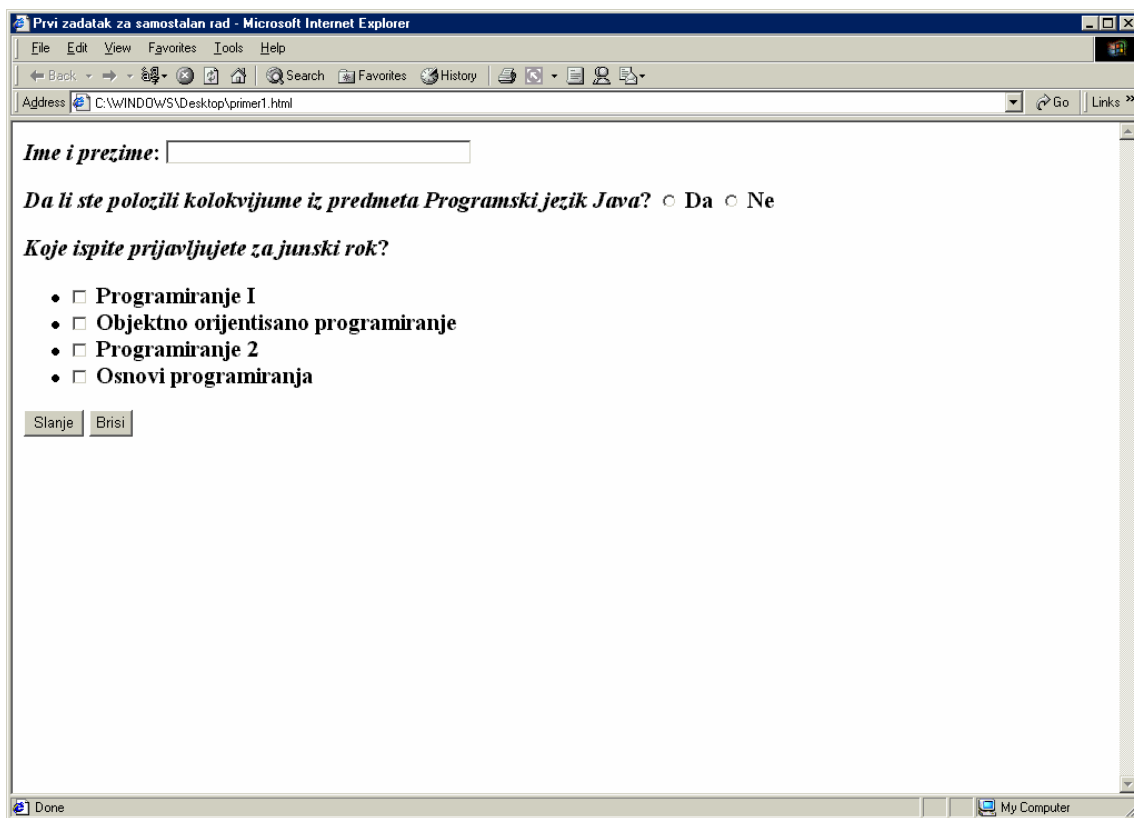 Prvi zadatak za samostalan rad - Microsoft Internet Explorer
File Edit View Favorites Tools Help
Back Search Favorites History
Address C:\WINDOWS\Desktop\primer1.html Go Links »
Ime i prezime:
Da li ste polozili kolokvijume iz predmeta Programski jezik Java? Da Ne
Koje ispite prijavljujete za junski rok?
• Programiranje I
• Objektno orijentisano programiranje
• Programiranje 2
• Osnovi programiranja
Slanje Brisi
Done My Computer